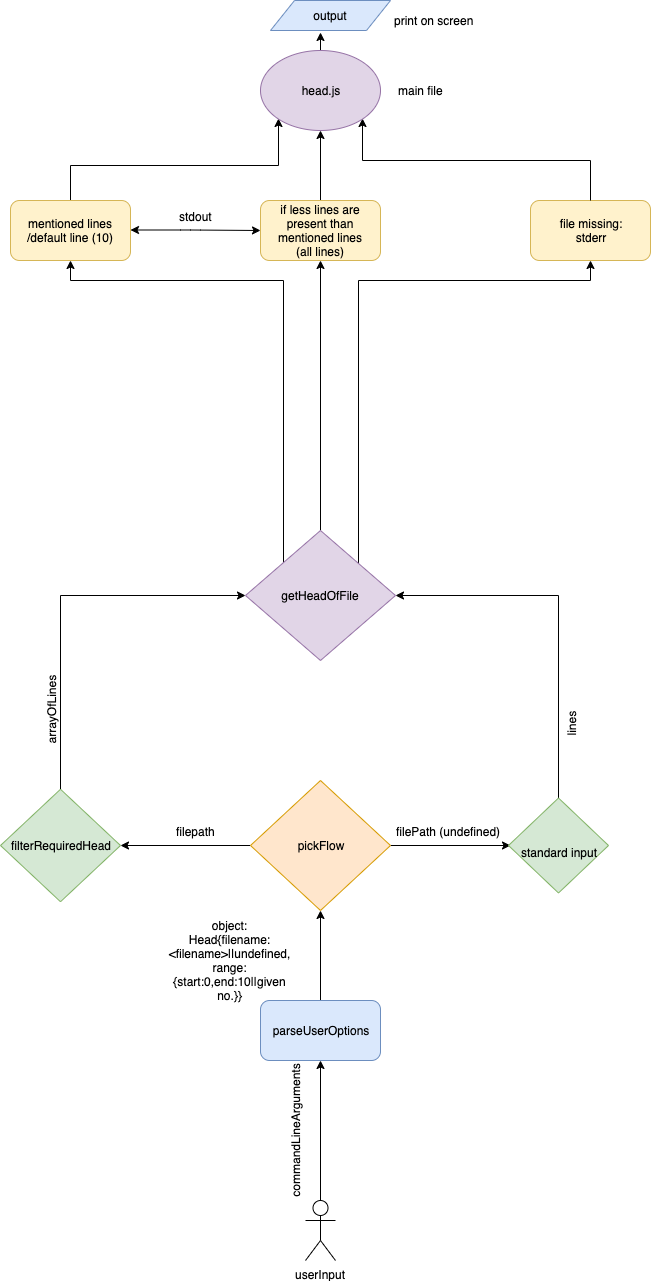 output
print on screen
head.js
main file
mentioned lines
/default line (10)
stdout
if less lines are
present than
mentioned lines
(all lines)
file missing:
stderr
getHeadOfFile
arrayOfLines
lines
filterRequiredHead
filepath
pickFlow
filePath (undefined)
standard input
object:
Head{filename:
<filename>||undefined,
range:
{start:0,end:10||given
no.}}
parseUserOptions
commandLineArguments
userInput